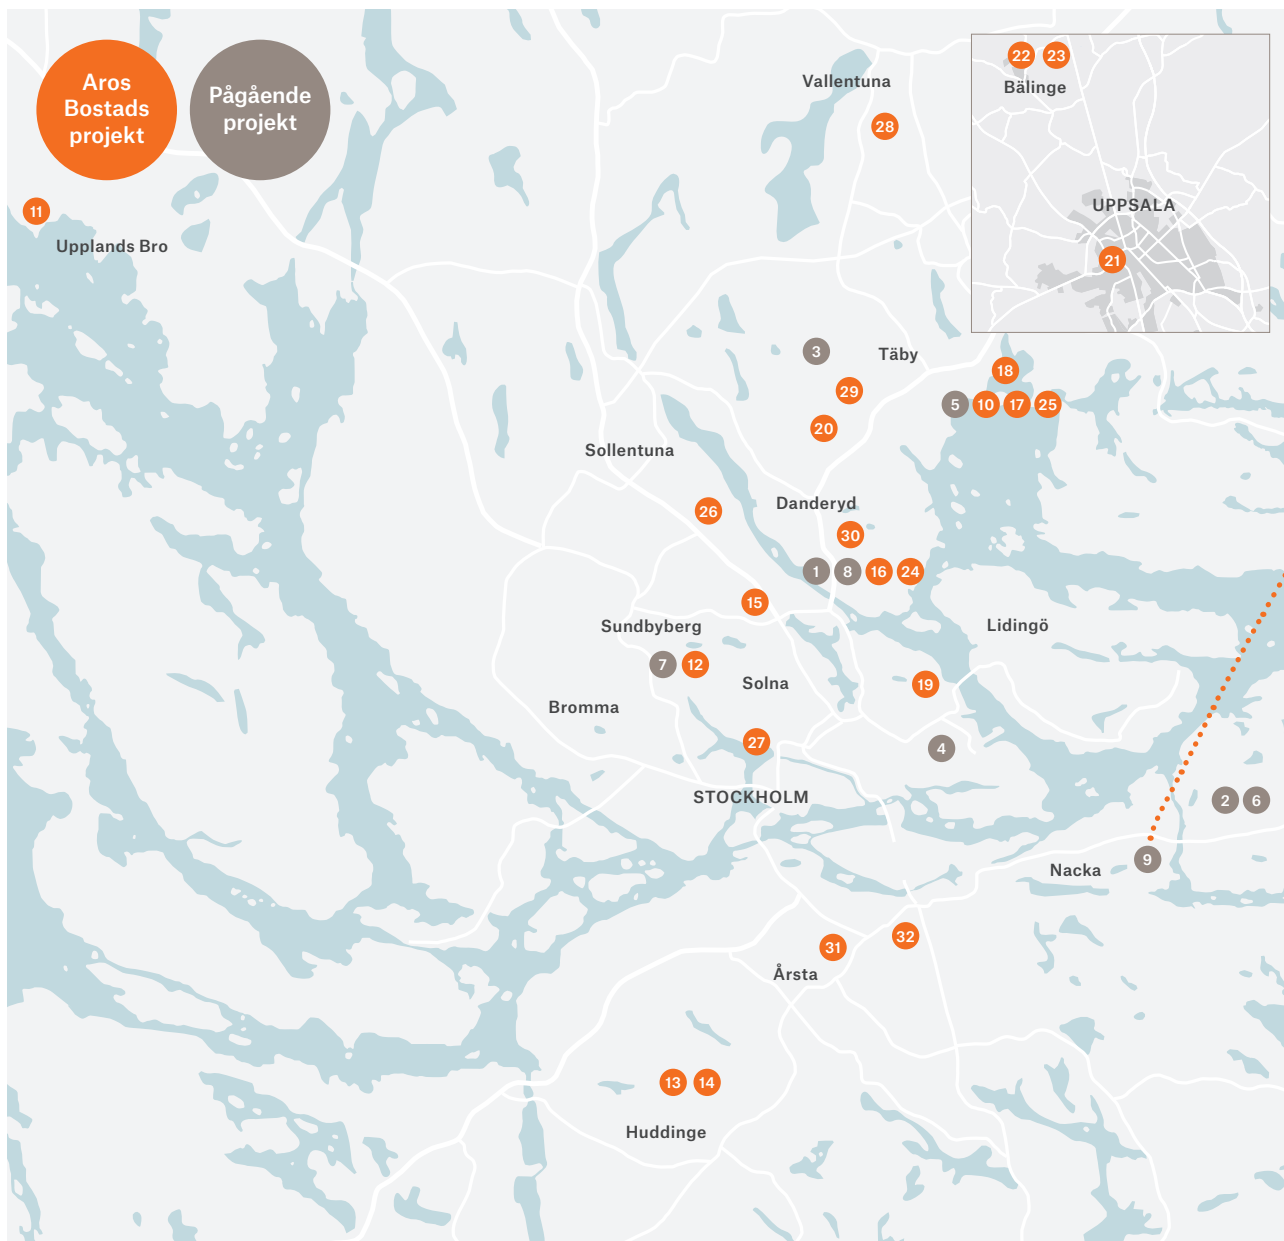 Aros
Bostads
projekt
Pågående
projekt
Vallentuna
28
22 23
Bälinge
UPPSALA
21
11
Upplands Bro
3
Täby
18
29
5 10 17 25
20
Sollentuna
Danderyd
26
30
1 8 16 24
15
Sundbyberg
Lidingö
7 12
Solna
19
Bromma
27
4
STOCKHOLM
2 6
9
Nacka
32
31
Årsta
13 14
Huddinge